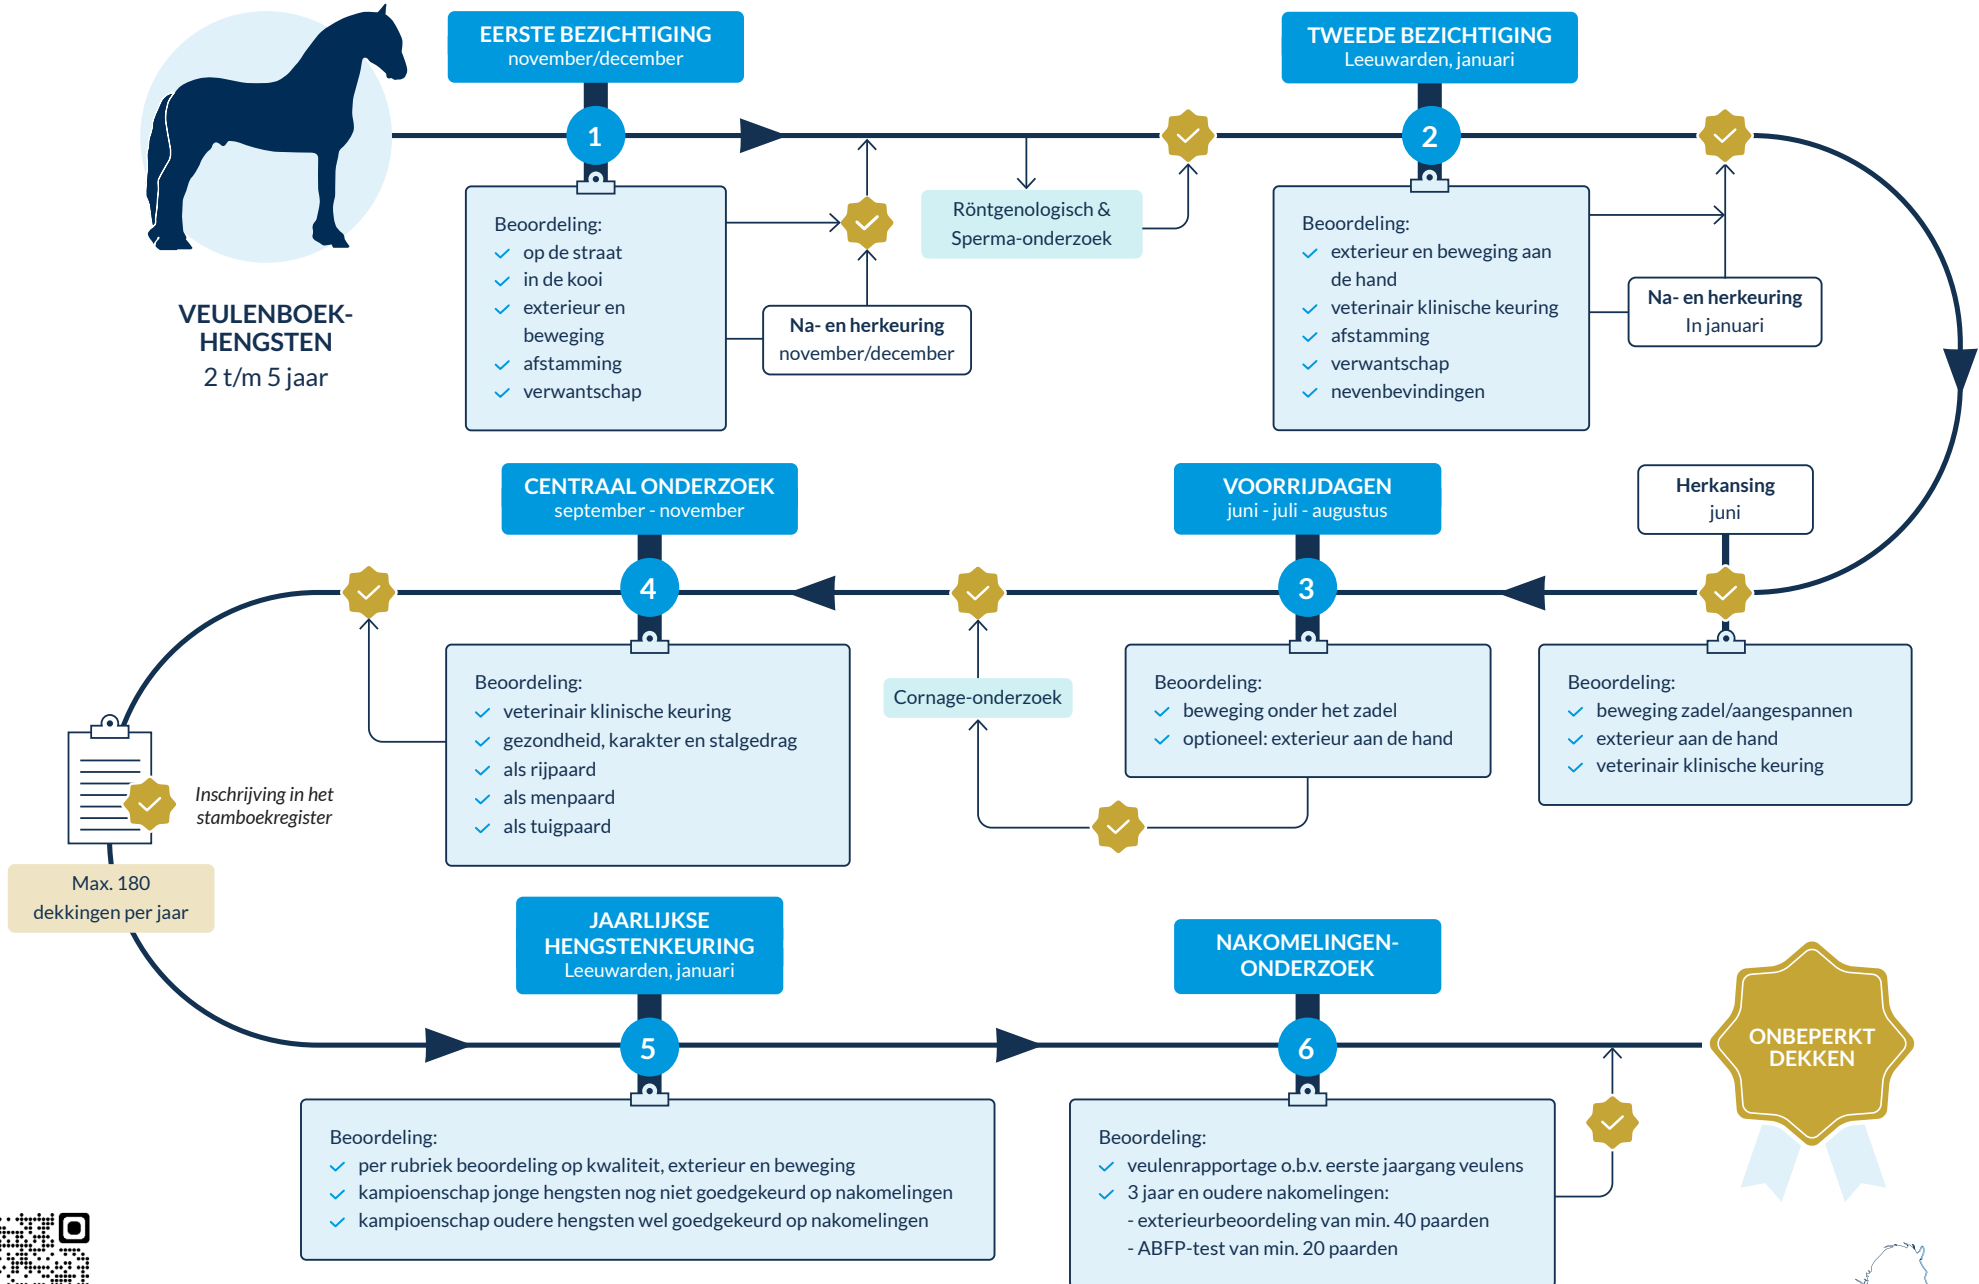 VEULENBOEK-
HENGSTEN
2 t/m 5 jaar
EERSTE BEZICHTIGING
november/december
1
Beoordeling:
op de straat
in de kooi
exterieur en
beweging
afstamming
verwantschap
Na- en herkeuring
november/december
Röntgenologisch &
Sperma-onderzoek
TWEEDE BEZICHTIGING
Leeuwarden, januari
2
Beoordeling:
exterieur en beweging aan
de hand
veterinair klinische keuring
afstamming
verwantschap
nevenbevindingen
Na- en herkeuring
In januari
Herkansing
juni
Beoordeling:
beweging zadel/aangespannen
exterieur aan de hand
veterinair klinische keuring
VOORRIJDAGEN
juni - juli - augustus
3
Beoordeling:
beweging onder het zadel
optioneel: exterieur aan de hand
Cornage-onderzoek
CENTRAAL ONDERZOEK
september - november
4
Beoordeling:
veterinair klinische keuring
gezondheid, karakter en stalgedrag
als rijpaard
als menpaard
als tuigpaard
Inschrijving in het
stamboekregister
Max. 180
dekkingen per jaar
JAARLIJKSE
HENGSTENKEURING
Leeuwarden, januari
5
Beoordeling:
per rubriek beoordeling op kwaliteit, exterieur en beweging
kampioenschap jonge hengsten nog niet goedgekeurd op nakomelingen
kampioenschap oudere hengsten wel goedgekeurd op nakomelingen
NAKOMELINGEN-
ONDERZOEK
6
Beoordeling:
veulenrapportage o.b.v. eerste jaargang veulens
3 jaar en oudere nakomelingen:
- exterieurbeoordeling van min. 40 paarden
- ABFP-test van min. 20 paarden
ONBEPERKT
DEKKEN